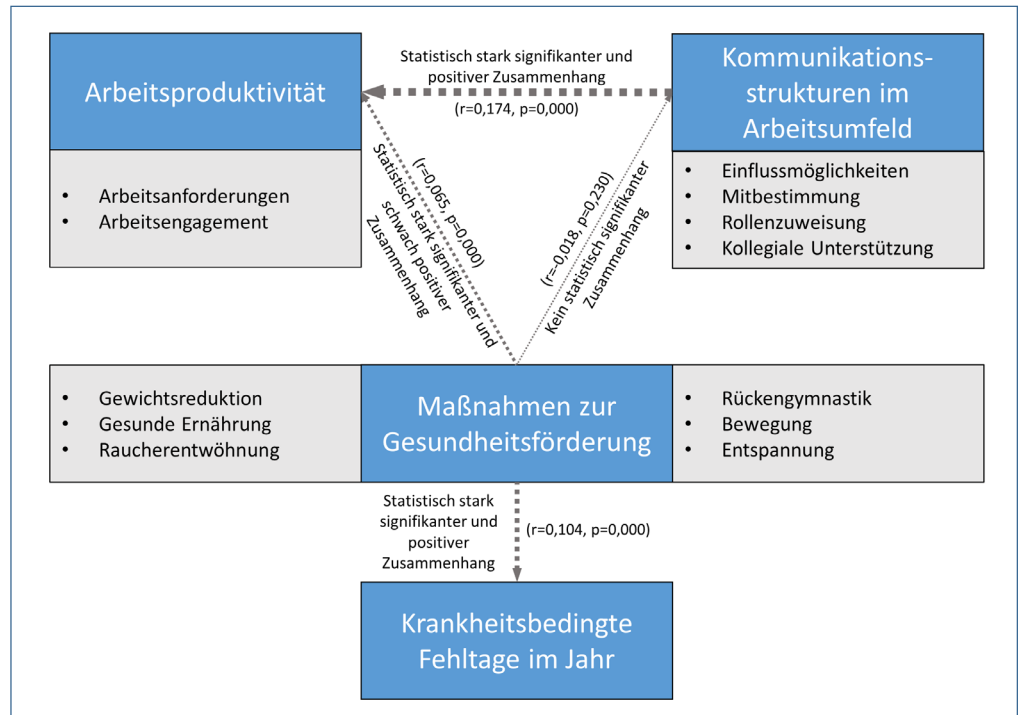 Arbeitsproduktivität
• Arbeitsanforderungen
• Arbeitsengagement
Statistisch stark signifikanter und
positiver Zusammenhang
(r=0,174, p=0,000)
Kommunikations-
strukturen im
Arbeitsumfeld
• Einflussmöglichkeiten
• Mitbestimmung
• Rollenzuweisung
• Kollegiale Unterstützung
(r=0,065, p=0,000)
Statistisch stark signifikanter und
schwach positiver
Zusammenhang
(r=-0,018, p=0,230)
Kein statistisch signifikanter
Zusammenhang
• Gewichtsreduktion
• Gesunde Ernährung
• Raucherentwöhnung
Maßnahmen zur
Gesundheitsförderung
• Rückengymnastik
• Bewegung
• Entspannung
Statistisch stark
signifikanter und
positiver
Zusammenhang
(r=0,104, p=0,000)
Krankheitsbedingte
Fehltage im Jahr